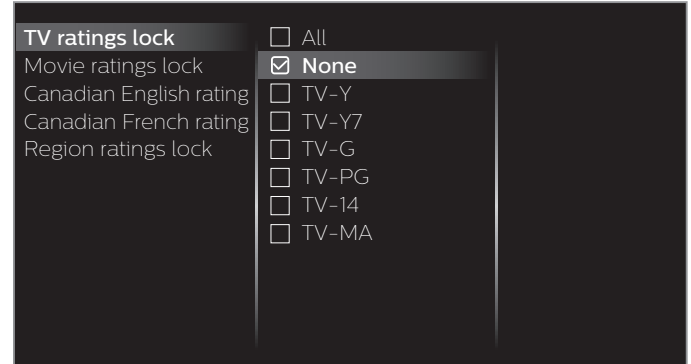 TV ratings lock
Movie ratings lock
Canadian English rating
Canadian French rating
Region ratings lock
All
None
TV-Y
TV-Y7
TV-G
TV-PG
TV-14
TV-MA